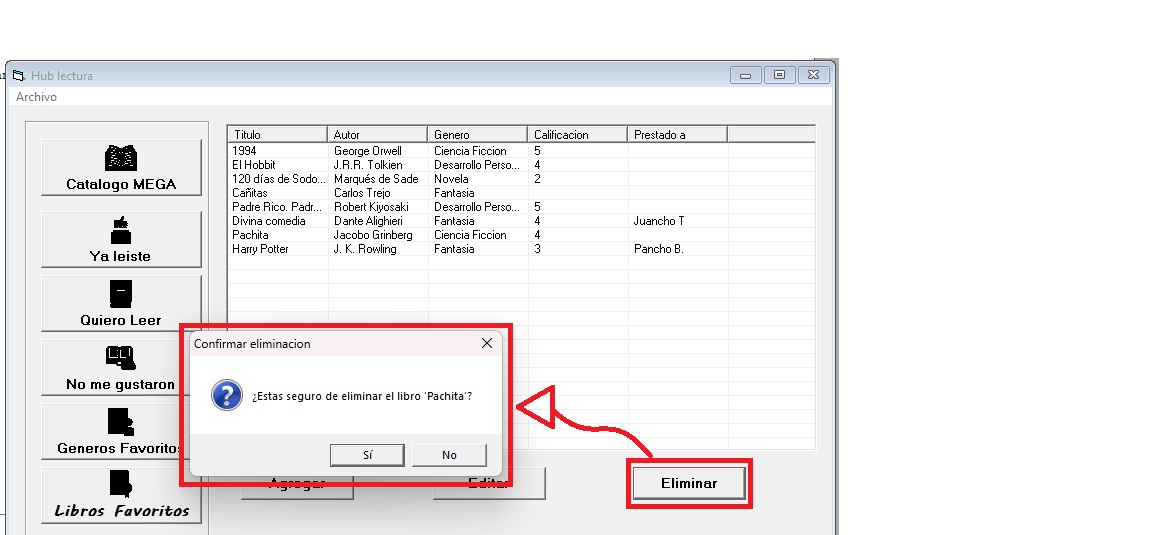 Hub lectura
Archivo
Catalogo MEGA
Ya leiste
Quiero Leer
No me gustaron
Generos Favoritos
Libros Favoritos
Titulo Autor Genero Calificacion Prestado a
1994 George Orwell Ciencia Ficcion 5
El Hobbit J.R.R. Tolkien Desarrollo Perso... 4
120 días de Sodo... Marqués de Sade Novela 2
Cañitas Carlos Trejo Fantasia
Padre Rico. Padr... Robert Kiyosaki Desarrollo Perso... 5
Divina comedia Dante Alighieri Fantasia 4 Juancho T
Pachita Jacobo Grinberg Ciencia Ficcion 4
Harry Potter J. K. Rowling Fantasia 3 Pancho B.
Confirmar eliminacion
¿Estas seguro de eliminar el libro 'Pachita'?
Sí No
Agregar Editar Eliminar